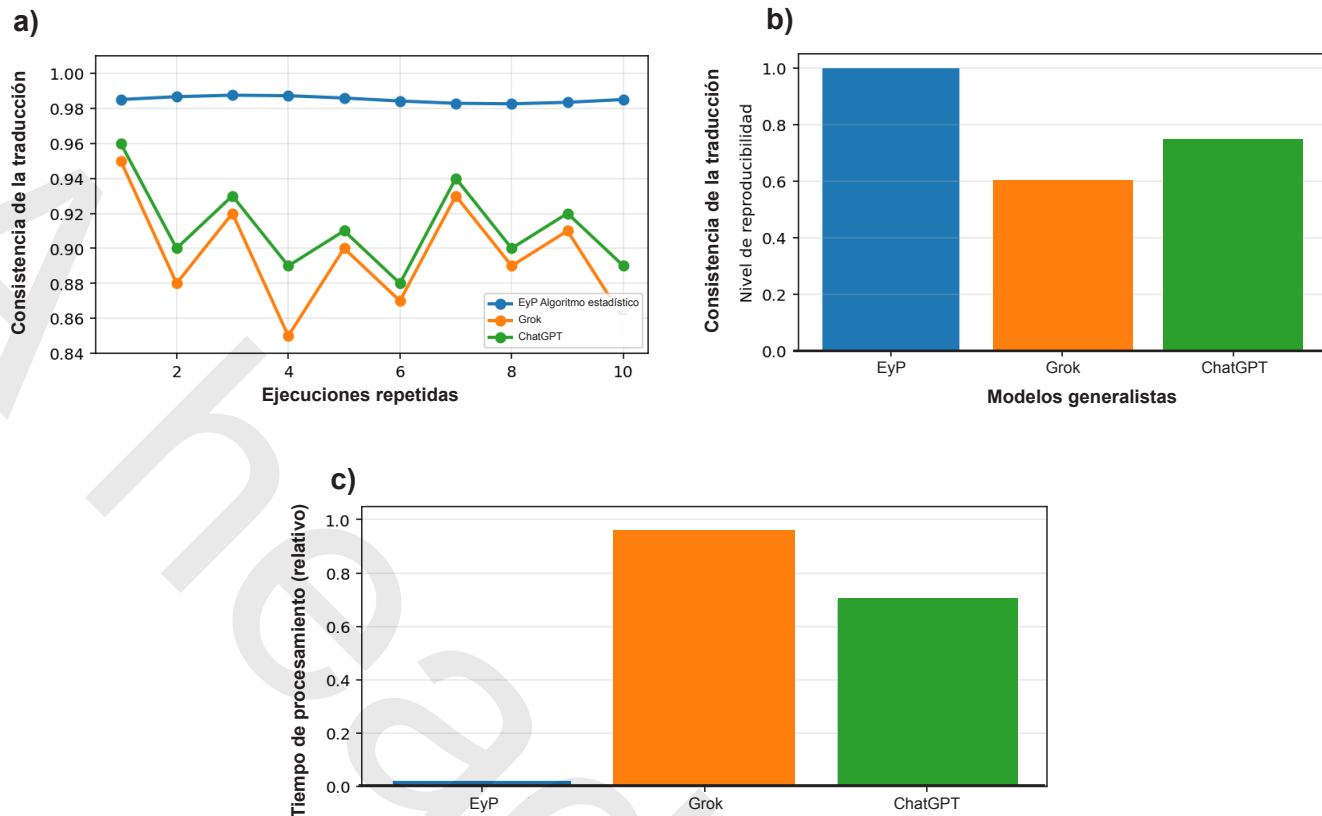 a)
Consistencia de la traducción
1.00
0.98
0.96
0.94
0.92
0.90
0.88
0.86
0.84
2
4
6
8
10
Ejecuciones repetidas
EyP Algoritmo estadístico
Grok
ChatGPT
b)
Consistencia de la traducción
Nivel de reproducibilidad
1.0
0.8
0.6
0.4
0.2
0.0
EyP
Grok
ChatGPT
Modelos generalistas
c)
Tiempo de procesamiento (relativo)
1.0
0.8
0.6
0.4
0.2
0.0
EyP
Grok
ChatGPT